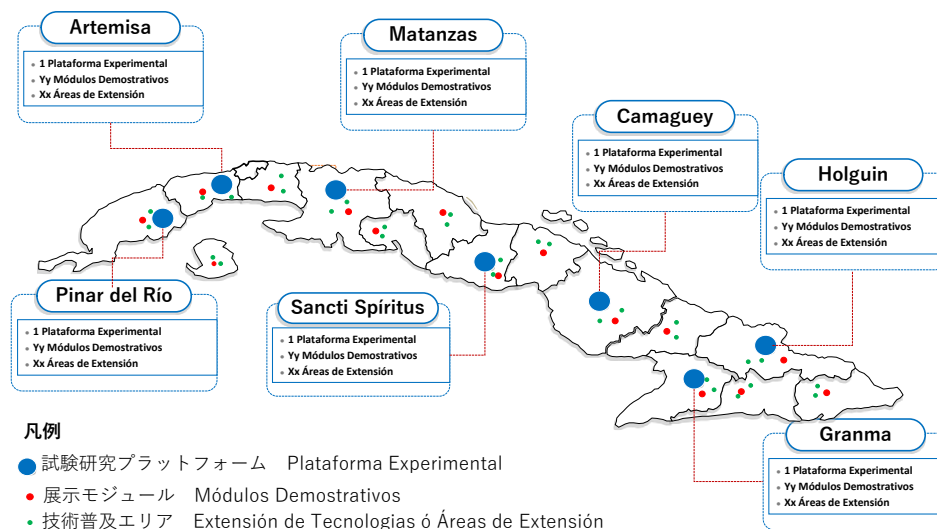 Artemisa
1 Plataforma Experimental
Yy Módulos Demostrativos
Xx Áreas de Extensión
Matanzas
1 Plataforma Experimental
Yy Módulos Demostrativos
Xx Áreas de Extensión
Camaguey
1 Plataforma Experimental
Yy Módulos Demostrativos
Xx Áreas de Extensión
Holguin
1 Plataforma Experimental
Yy Módulos Demostrativos
Xx Áreas de Extensión
Pinar del Río
1 Plataforma Experimental
Yy Módulos Demostrativos
Xx Áreas de Extensión
Sancti Spíritus
1 Plataforma Experimental
Yy Módulos Demostrativos
Xx Áreas de Extensión
Granma
1 Plataforma Experimental
Yy Módulos Demostrativos
Xx Áreas de Extensión
凡例
試験研究プラットフォーム Plataforma Experimental
展示モジュール Módulos Demostrativos
技術普及エリア Extensión de Tecnologías ó Áreas de Extensión